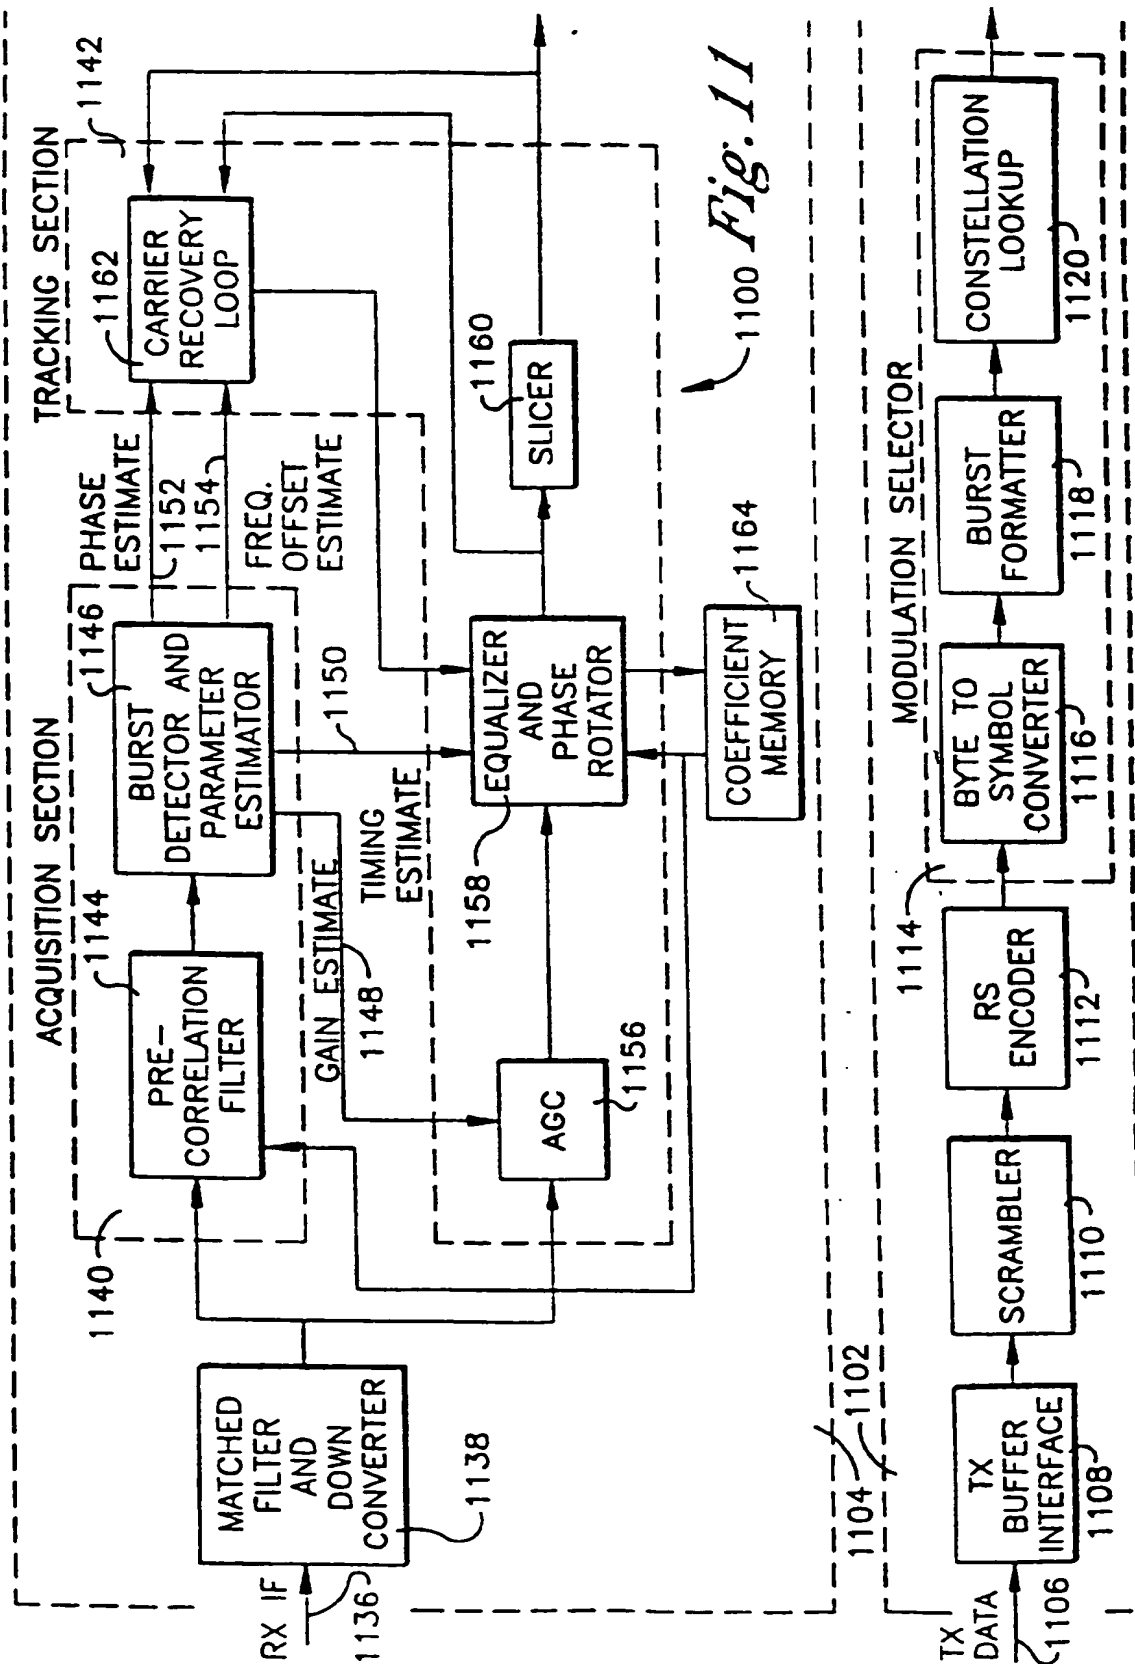 ACQUISITION SECTION
TRACKING SECTION
1142
1140
1144
PRE-
CORRELATION
FILTER
1146
BURST
DETECTOR AND
PARAMETER
ESTIMATOR
PHASE
ESTIMATE
1152
1154
FREQ.
OFFSET
ESTIMATE
1162
CARRIER
RECOVERY
LOOP
RX IF
1136
MATCHED
FILTER
AND
DOWN
CONVERTER
1138
GAIN ESTIMATE
1148
TIMING
ESTIMATE
1150
AGC
1156
1158
EQUALIZER
AND
PHASE
ROTATOR
SLICER
1160
COEFFICIENT
MEMORY
1164
1100
Fig. 11
1104
1102
TX
DATA
1106
TX
BUFFER
INTERFACE
1108
SCRAMBLER
1110
RS
ENCODER
1112
1114
MODULATION SELECTOR
BYTE TO
SYMBOL
CONVERTER
1116
BURST
FORMATTER
1118
CONSTELLATION
LOOKUP
1120